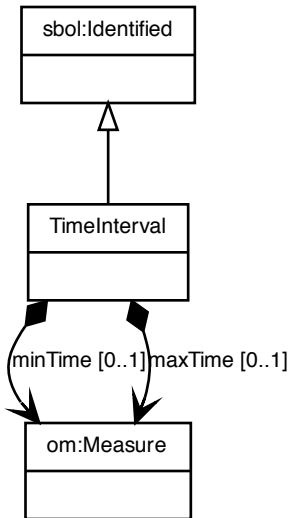 sbol:Identified
TimeInterval
minTime [0..1]
maxTime [0..1]
om:Measure